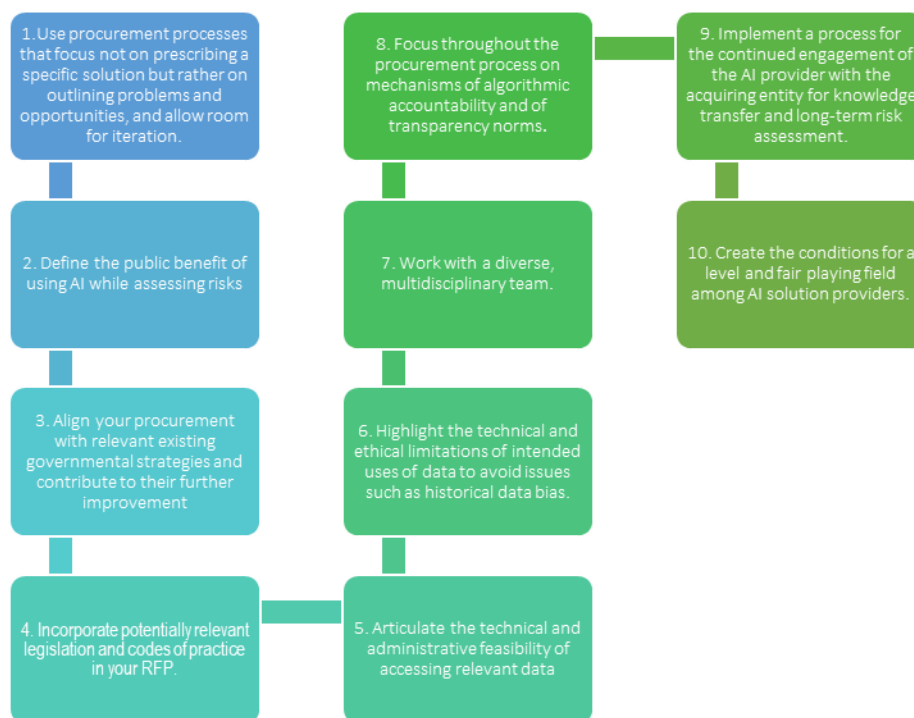 1.Use procurement processes
that focus not on prescribing a
specific solution but rather on
outlining problems and
opportunities, and allow room
for iteration.
2. Define the public benefit of
using AI while assessing risks
3. Align your procurement
with relevant existing
governmental strategies and
contribute to their further
improvement
4. Incorporate potentially relevant
legislation and codes of practice
in your RFP.
5. Articulate the technical and
administrative feasibility of
accessing relevant data
6. Highlight the technical and
ethical limitations of intended
uses of data to avoid issues
such as historical data bias.
7. Work with a diverse,
multidisciplinary team.
8. Focus throughout the
procurement process on
mechanisms of algorithmic
accountability and of
transparency norms.
9. Implement a process for
the continued engagement of
the AI provider with the
acquiring entity for knowledge
transfer and long-term risk
assessment.
10. Create the conditions for a
level and fair playing field
among AI solution providers.